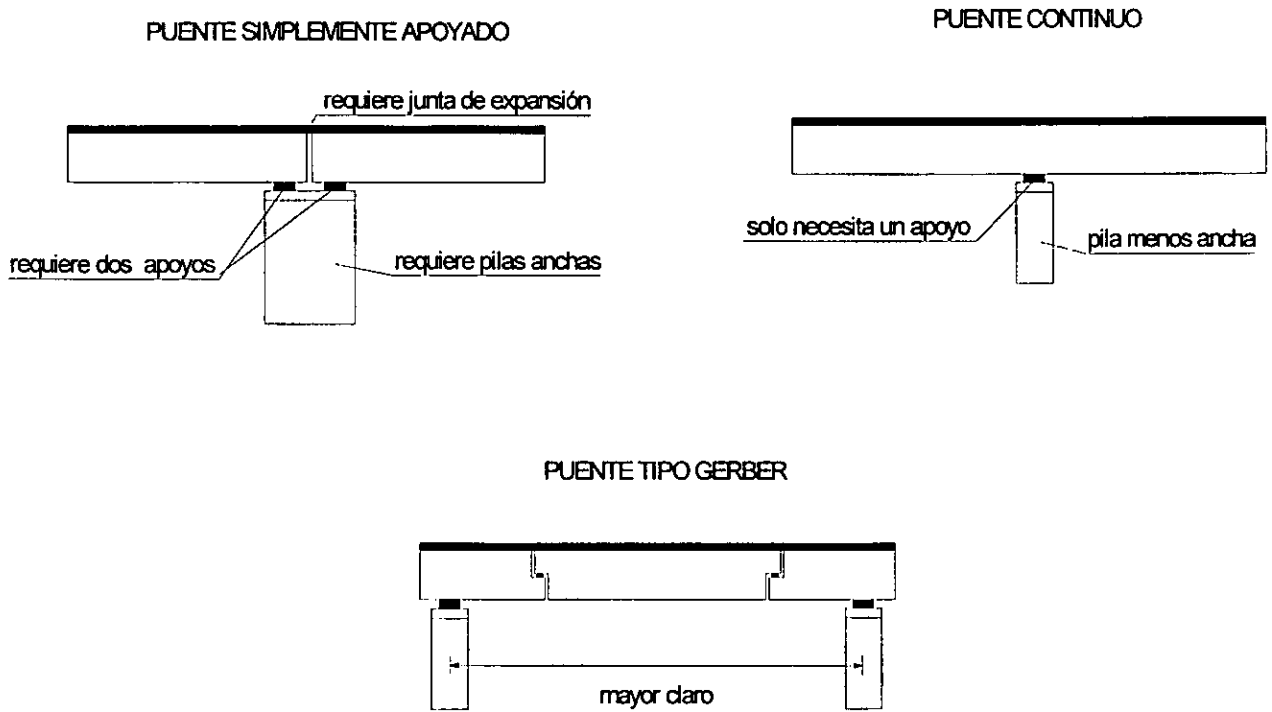 PUENTE SIMPLEMENTE APOYADO
requiere junta de expansión
requiere dos apoyos
requiere pilas anchas
PUENTE CONTINUO
solo necesita un apoyo
pila menos ancha
PUENTE TIPO GERBER
mayor claro